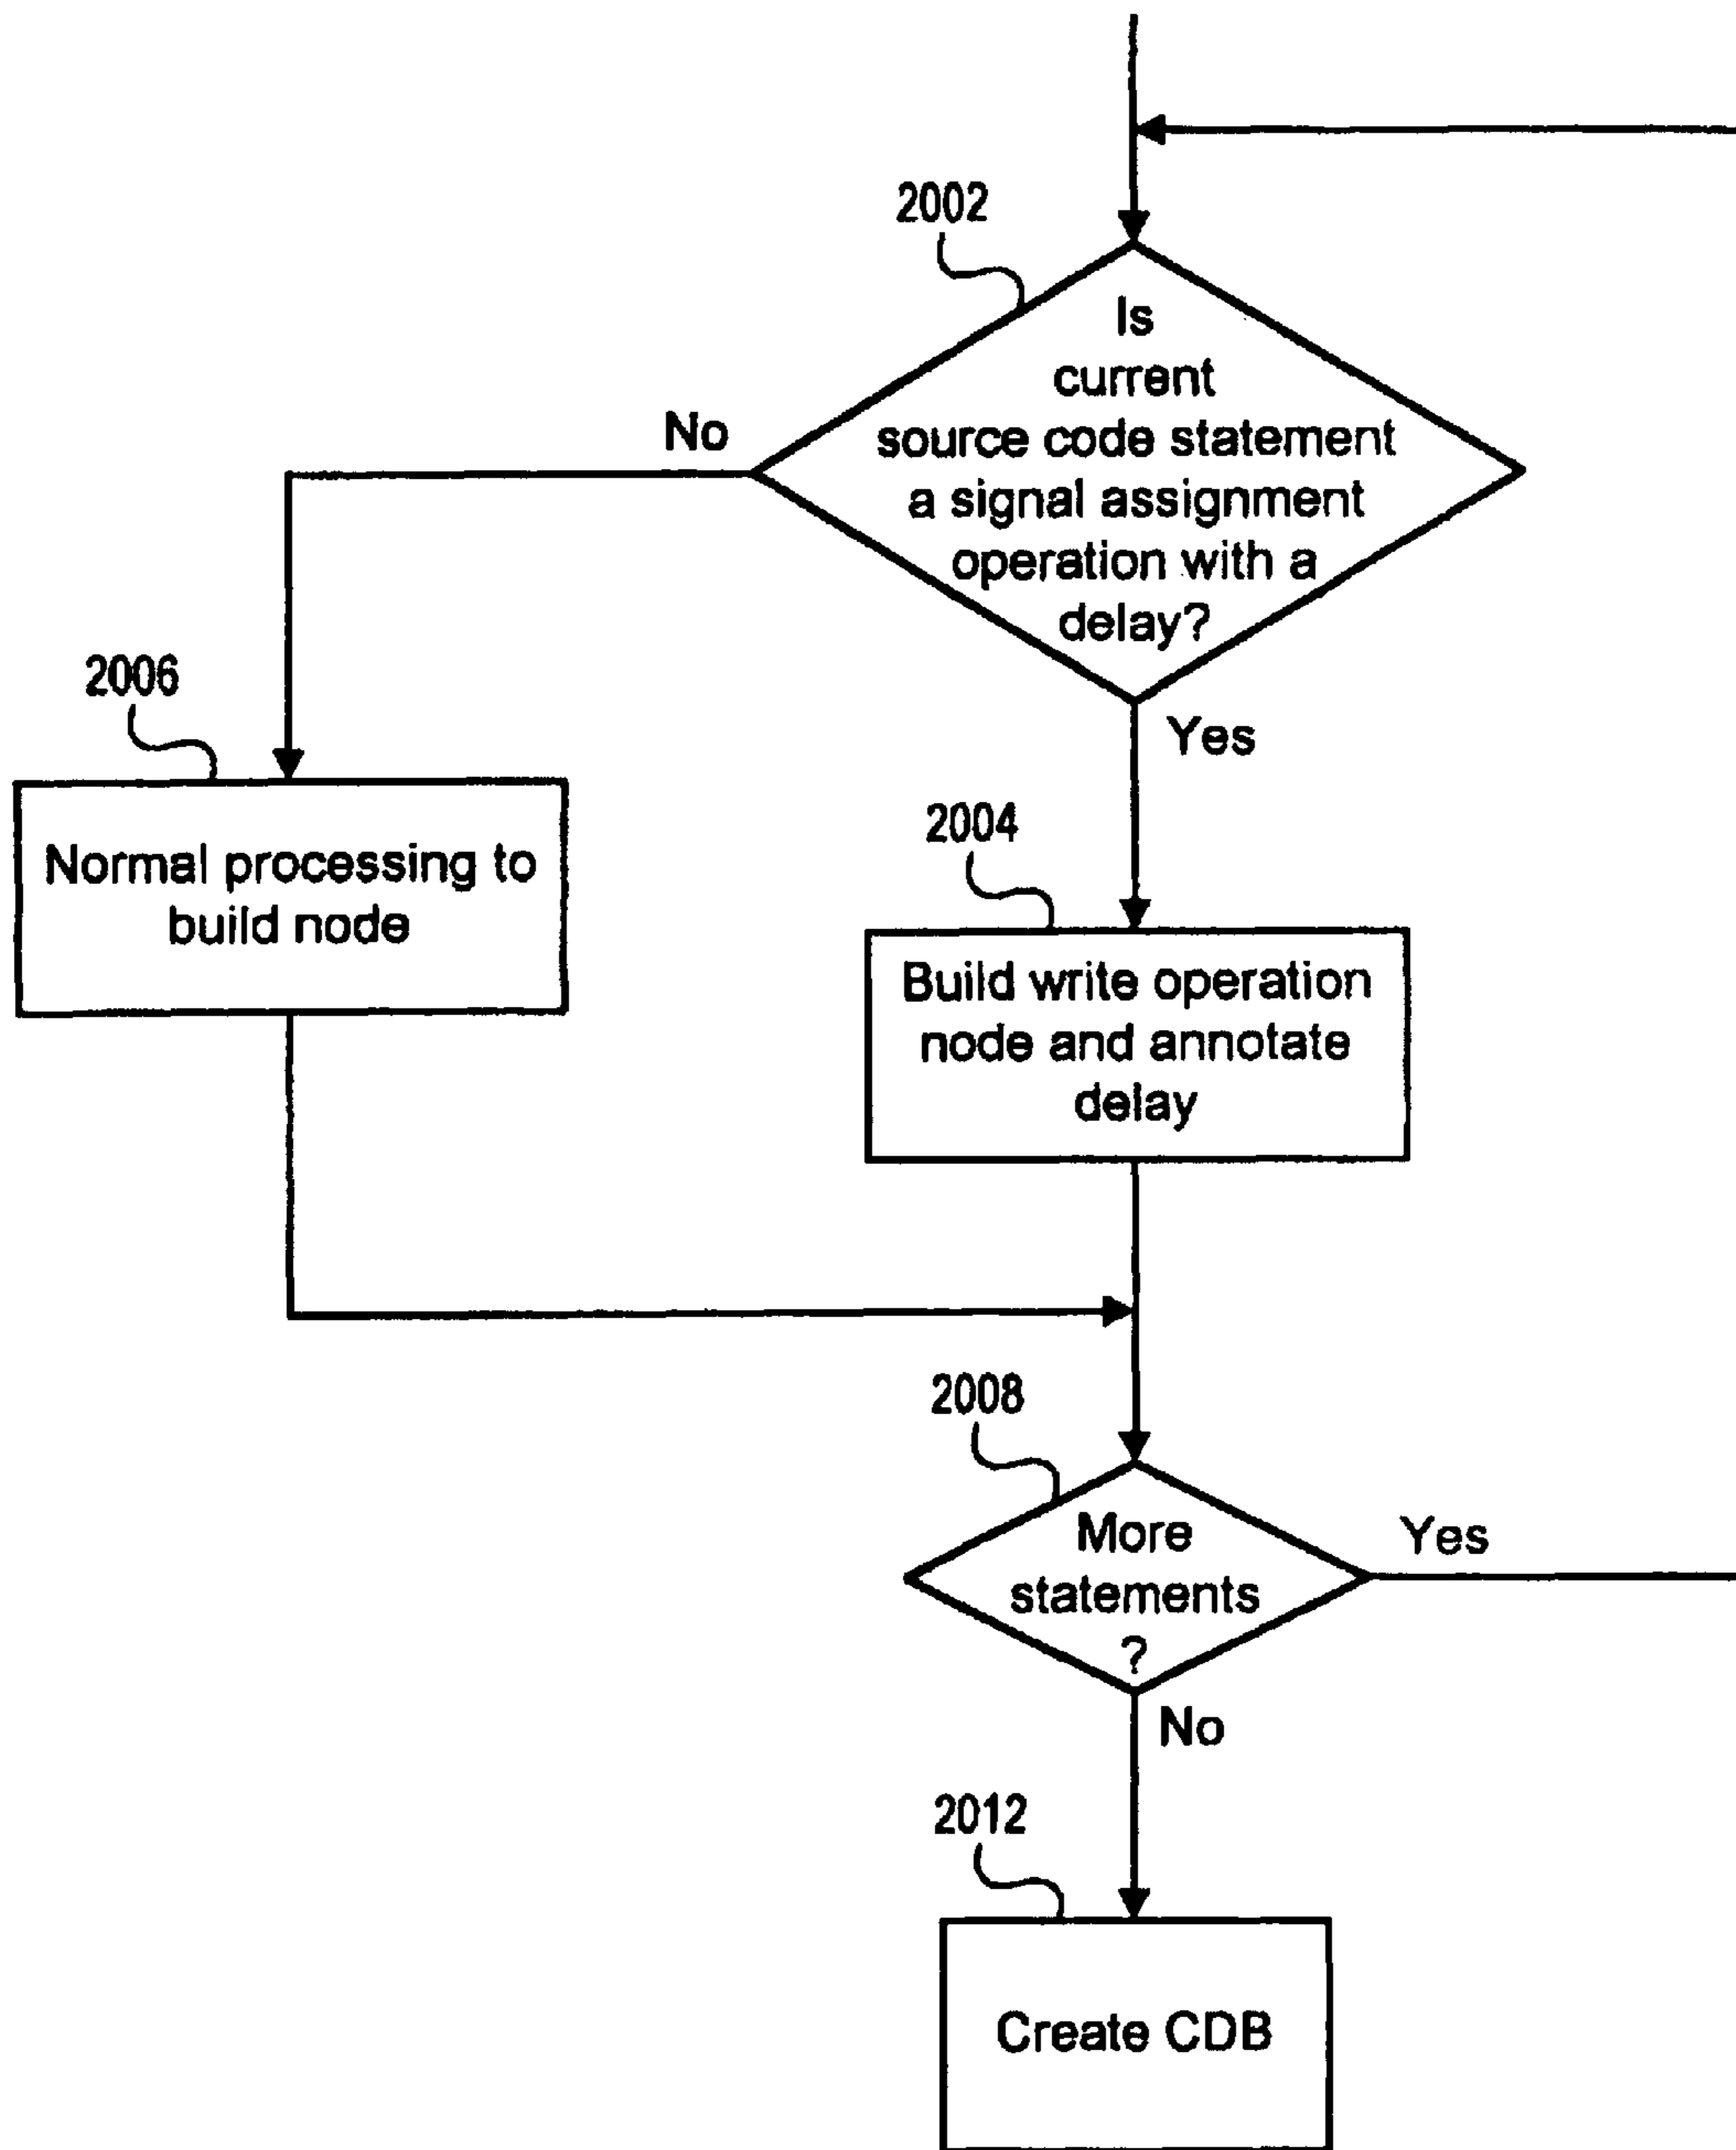 2002
Is
current
source code statement
a signal assignment
operation with a
delay?
No
Yes
2006
Normal processing to
build node
2004
Build write operation
node and annotate
delay
2008
More
statements
?
Yes
No
2012
Create CDB